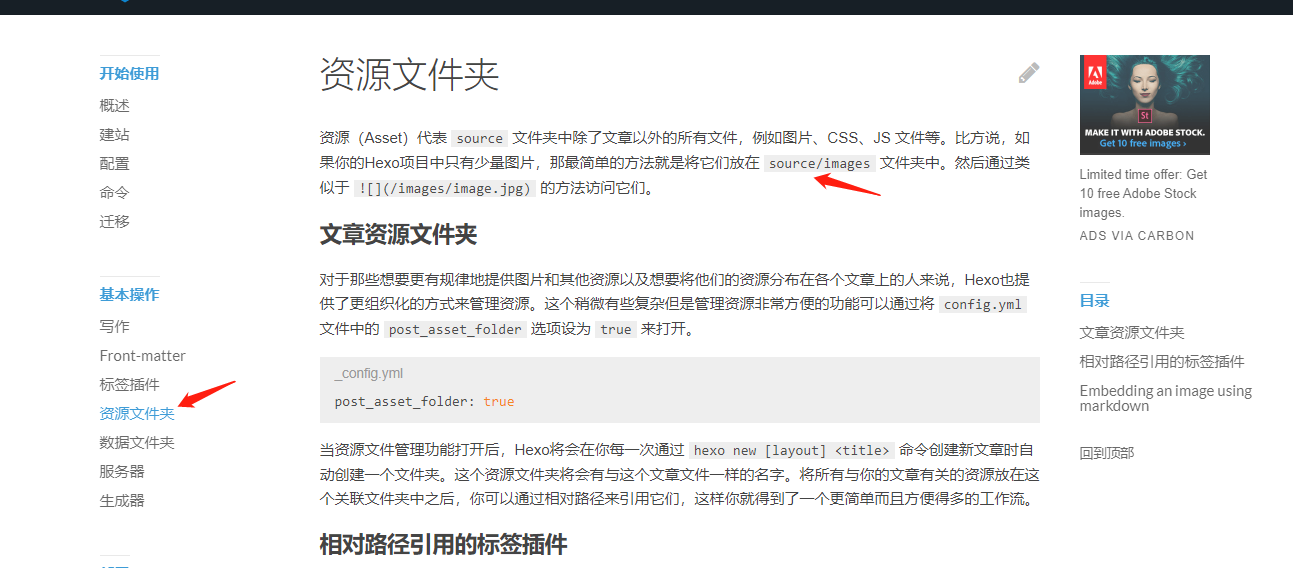 开始使用
概述
建站
配置
命令
迁移
基本操作
写作
Front-matter
标签插件
资源文件夹
数据文件夹
服务器
生成器
资源文件夹
资源（Asset）代表 source 文件夹中除了文章以外的所有文件，例如图片、CSS、JS 文件等。比方说，如
果你的Hexo项目中只有少量图片，那最简单的方法就是将它们放在 source/images 文件夹中。然后通过类
似于 ![](/images/image.jpg) 的方法访问它们。
文章资源文件夹
对于那些想要更有规律地提供图片和其他资源以及想要将他们的资源分布在各个文章上的人来说，Hexo也提
供了更组织化的方式来管理资源。这个稍微有些复杂但是管理资源非常方便的功能可以通过将 config.yml
文件中的 post_asset_folder 选项设为 true 来打开。
_config.yml
post_asset_folder: true
当资源文件管理功能打开后，Hexo将会在你每一次通过 hexo new [layout] <title> 命令创建新文章时自
动创建一个文件夹。这个资源文件夹将会有与这个文章文件一样的名字。将所有与你的文章有关的资源放在这
个关联文件夹中之后，你可以通过相对路径来引用它们，这样你就得到了一个更简单而且方便得多的工作流。
相对路径引用的标签插件
Adobe
St
MAKE IT WITH ADOBE STOCK.
Get 10 free images ›
Limited time offer: Get
10 free Adobe Stock
images.
ADS VIA CARBON
目录
文章资源文件夹
相对路径引用的标签插件
Embedding an image using
markdown
回到顶部